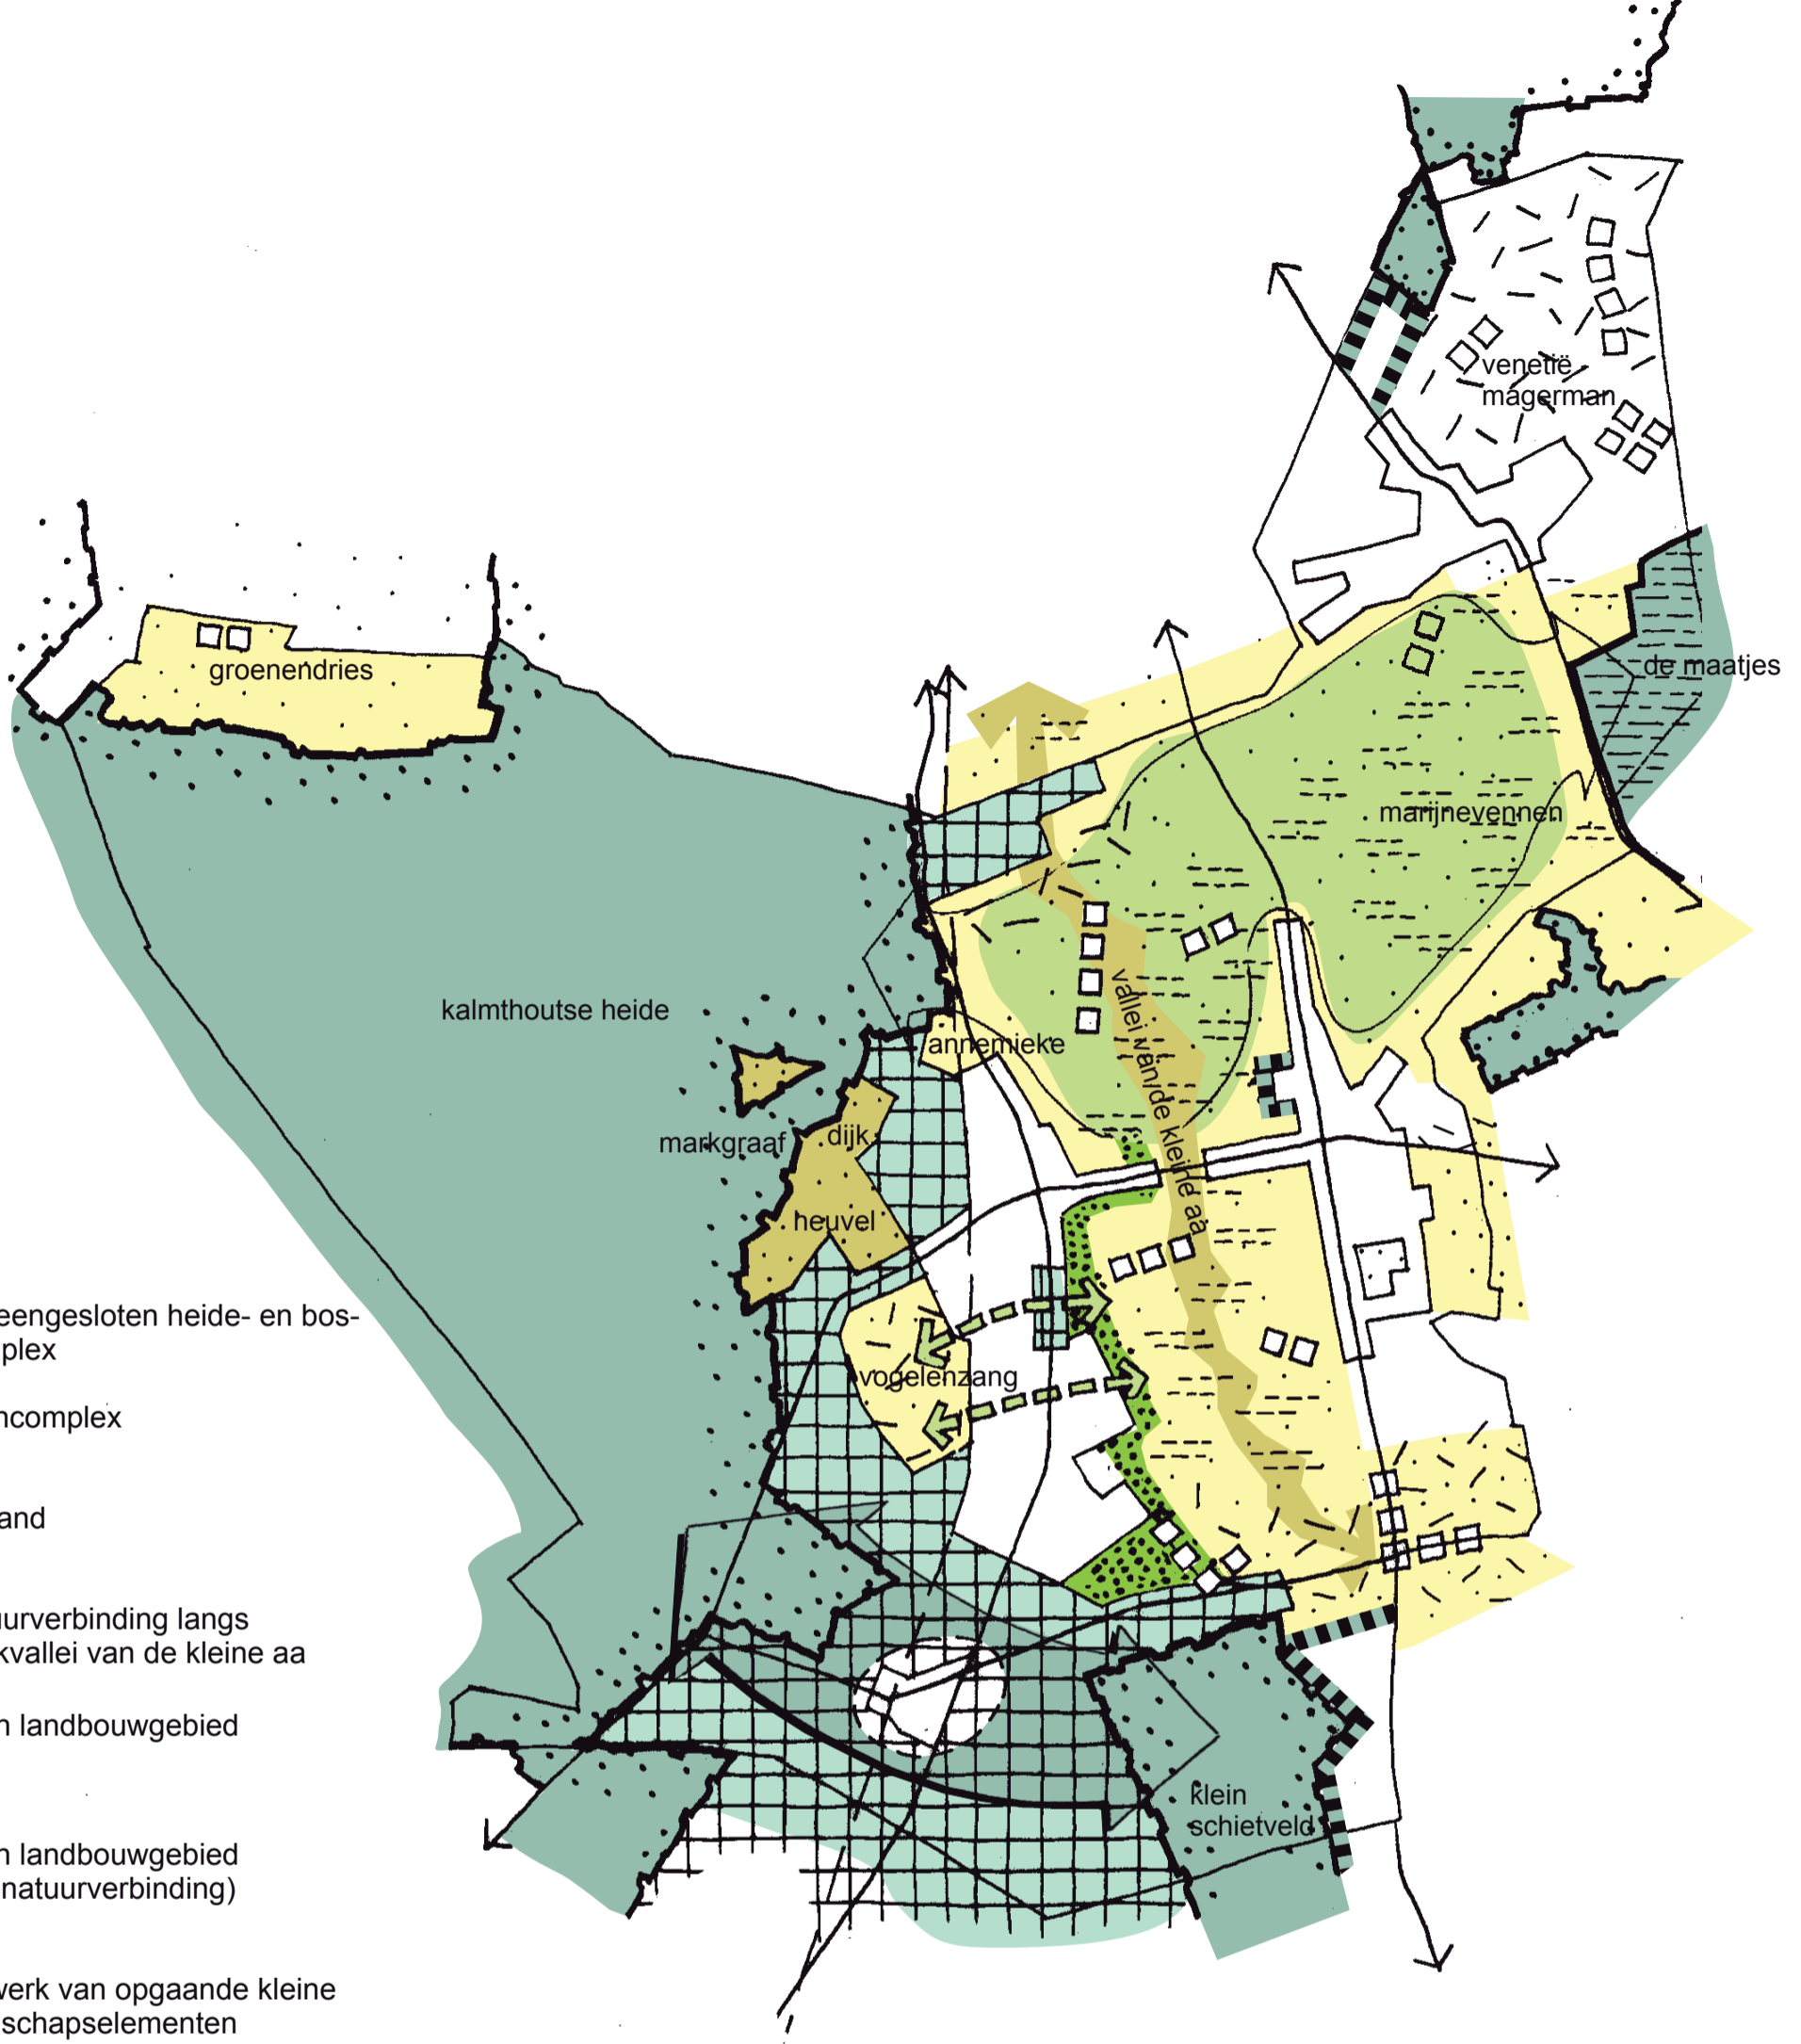 venetië
magerman
groenendries
de maatjes
marijnevennen
kalmthoutse heide
vallei van de kleine aa
annemieke
markgraaf
dijk
heuvel
vogelenzang
klein
schietveld
eengesloten heide- en bos-
plex
ncomplex
and
uurverbinding langs
kvallei van de kleine aa
n landbouwgebied
n landbouwgebied
natuurverbinding)
werk van opgaande kleine
schapselementen